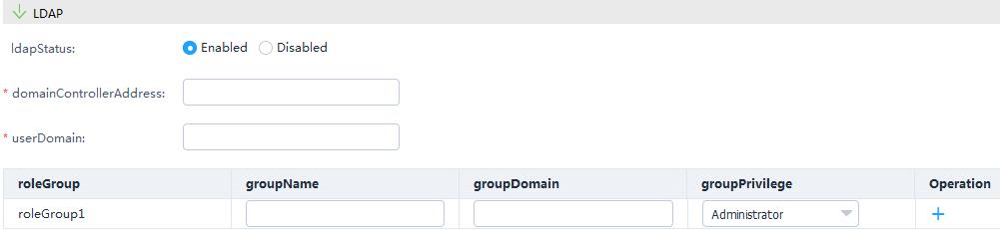 LDAP
ldapStatus: Enabled Disabled
* domainControllerAddress:
* userDomain:
roleGroup groupName groupDomain groupPrivilege Operation
roleGroup1 Administrator +